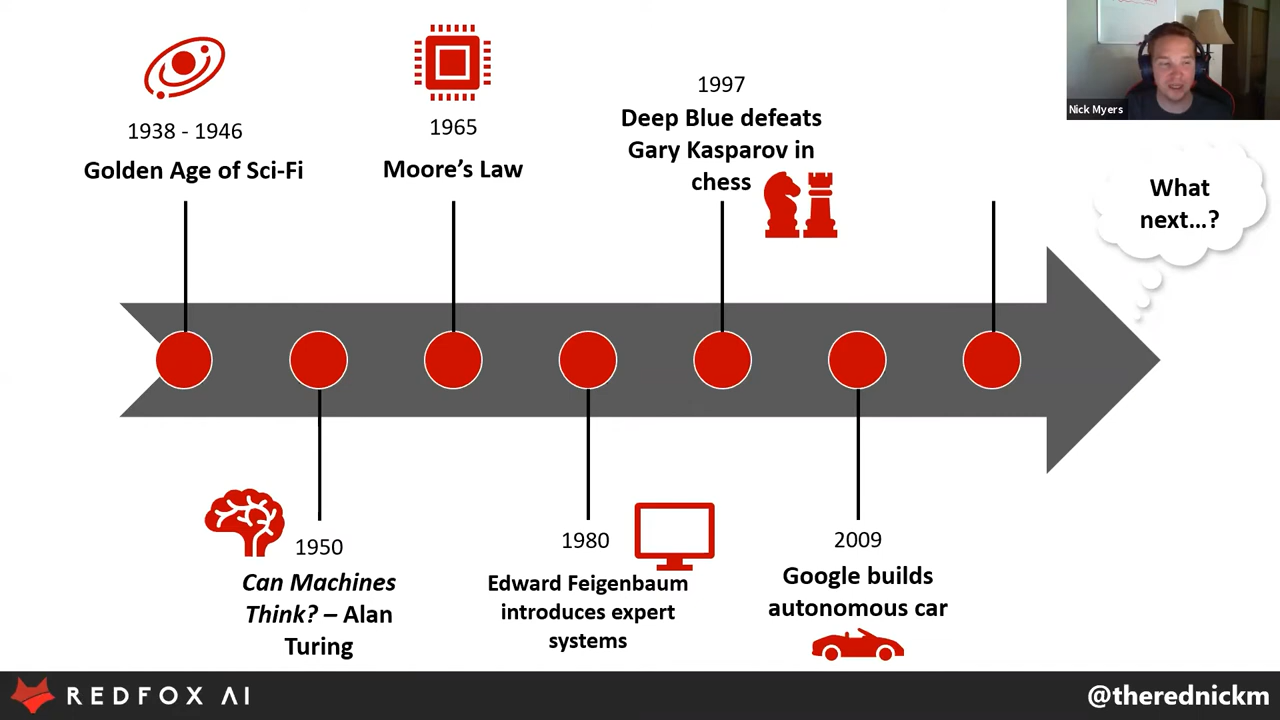 1938 - 1946
Golden Age of Sci-Fi
1965
Moore's Law
1997
Deep Blue defeats
Gary Kasparov in
chess
Nick Myers
What
next...?
1950
Can Machines
Think? – Alan
Turing
1980
Edward Feigenbaum
introduces expert
systems
2009
Google builds
autonomous car
REDFOX AI
@therednickm